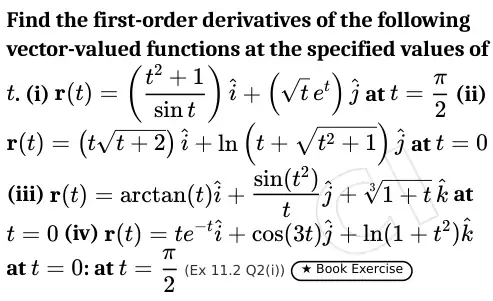 Find the first-order derivatives of the following
vector-valued functions at the specified values of
t. (i) r(t) = ( (t² + 1)/(sin t) ) î + (√t eᵗ) ĵ at t = π/2 (ii)
r(t) = (t√(t + 2)) î + ln (t + √(t² + 1)) ĵ at t = 0
(iii) r(t) = arctan(t)î + (sin(t²))/t ĵ + ∛(1 + t) k̂ at
t = 0 (iv) r(t) = te⁻ᵗî + cos(3t)ĵ + ln(1 + t²)k̂
at t = 0: at t = π/2 (Ex 11.2 Q2(i)) ★ Book Exercise